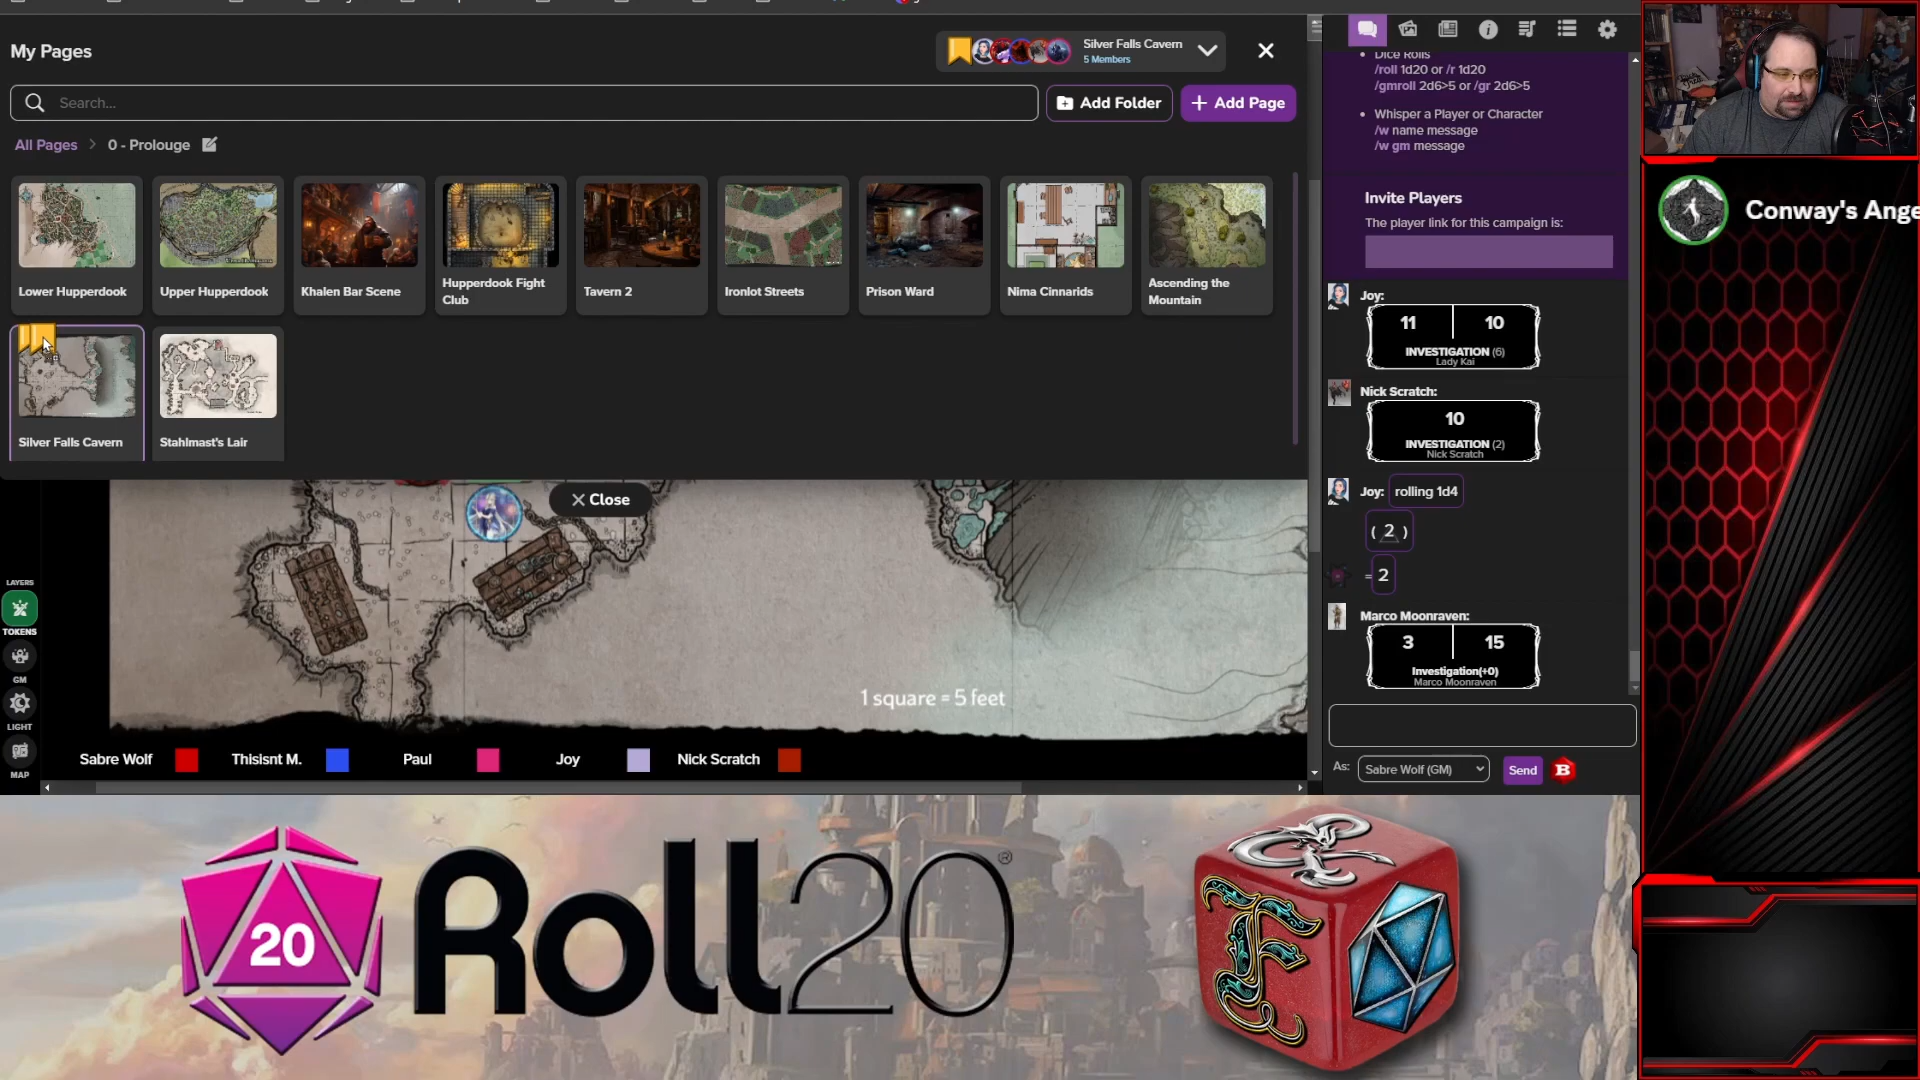 My Pages
Silver Falls Cavern
5 Members
Search...
Add Folder
+ Add Page
All Pages > 0 - Prolouge
Lower Hupperdook
Upper Hupperdook
Khalen Bar Scene
Hupperdook Fight
Club
Tavern 2
Ironlot Streets
Prison Ward
Nima Cinnarids
Ascending the
Mountain
Silver Falls Cavern
Stahlmast's Lair
Close
1 square = 5 feet
LAYERS
TOKENS
GM
LIGHT
MAP
Sabre Wolf
Thisisnt M.
Paul
Joy
Nick Scratch
Dice Rolls
/roll 1d20 or /r 1d20
/gmroll 2d6>5 or /gr 2d6>5
Whisper a Player or Character
/w name message
/w gm message
Invite Players
The player link for this campaign is:
Joy:
11 10
INVESTIGATION (6)
Lady Kai
Nick Scratch:
10
INVESTIGATION (2)
Nick Scratch
Joy: rolling 1d4
( 2 )
= 2
Marco Moonraven:
3 15
Investigation(+0)
Marco Moonraven
As: Sabre Wolf (GM)
Send
B
Conway's Ange
20
Roll20®
E